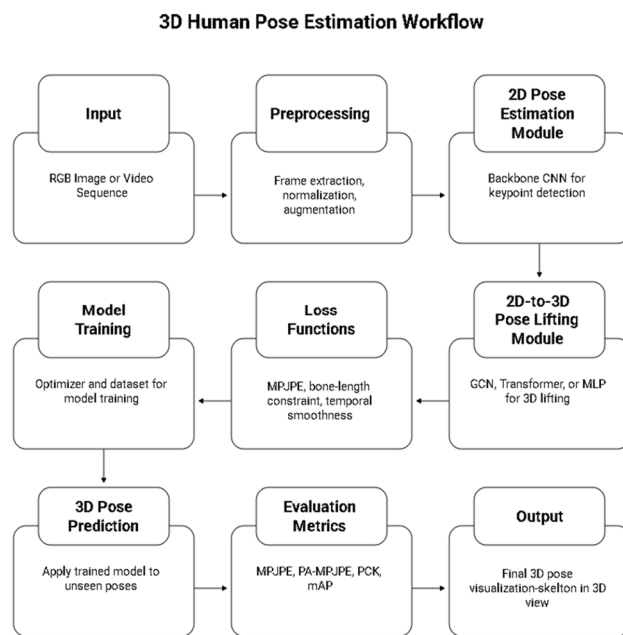 3D Human Pose Estimation Workflow
Input
RGB Image or Video
Sequence
Preprocessing
Frame extraction,
normalization,
augmentation
2D Pose
Estimation
Module
Backbone CNN for
keypoint detection
Model
Training
Optimizer and dataset for
model training
Loss
Functions
MPJPE, bone-length
constraint, temporal
smoothness
2D-to-3D
Pose Lifting
Module
GCN, Transformer, or MLP
for 3D lifting
3D Pose
Prediction
Apply trained model to
unseen poses
Evaluation
Metrics
MPJPE, PA-MPJPE, PCK,
mAP
Output
Final 3D pose
visualization-skelton in 3D
view